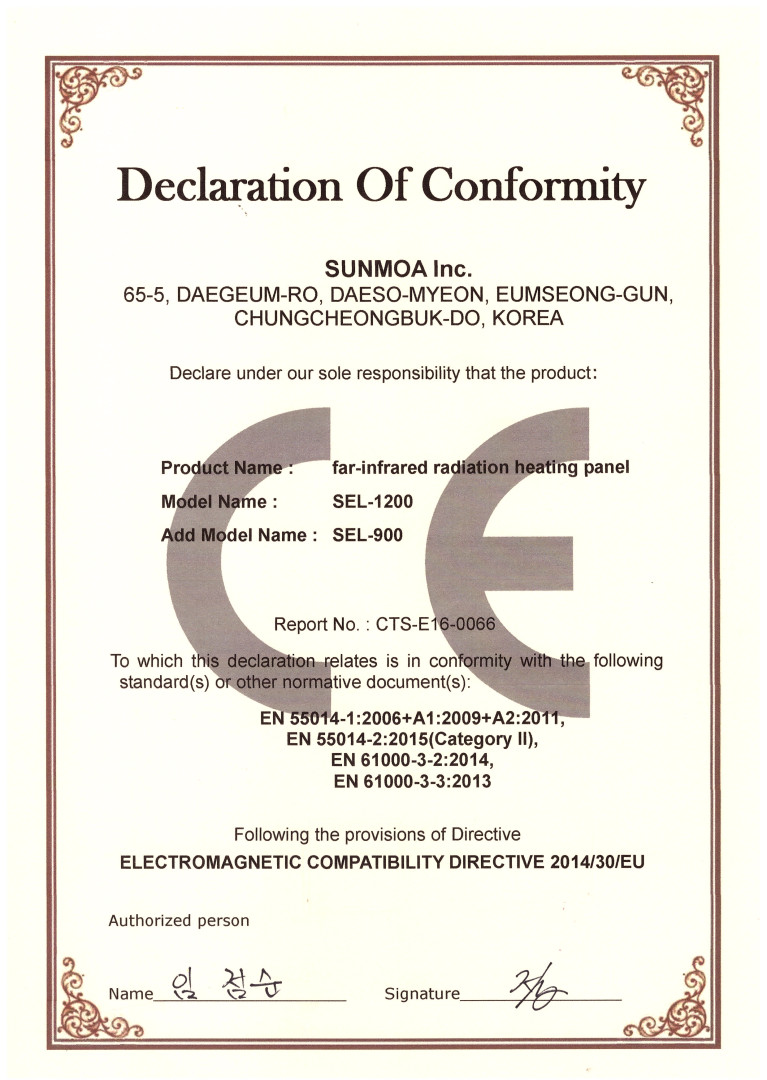 Declaration Of Conformity
SUNMOA Inc.
65-5, DAEGEUM-RO, DAESO-MYEON, EUMSEONG-GUN,
CHUNGCHEONGBUK-DO, KOREA
Declare under our sole responsibility that the product:
CE
Product Name : far-infrared radiation heating panel
Model Name : SEL-1200
Add Model Name : SEL-900
Report No. : CTS-E16-0066
To which this declaration relates is in conformity with the following
standard(s) or other normative document(s):
EN 55014-1:2006+A1:2009+A2:2011,
EN 55014-2:2015(Category II),
EN 61000-3-2:2014,
EN 61000-3-3:2013
Following the provisions of Directive
ELECTROMAGNETIC COMPATIBILITY DIRECTIVE 2014/30/EU
Authorized person
Name 임 점순 Signature